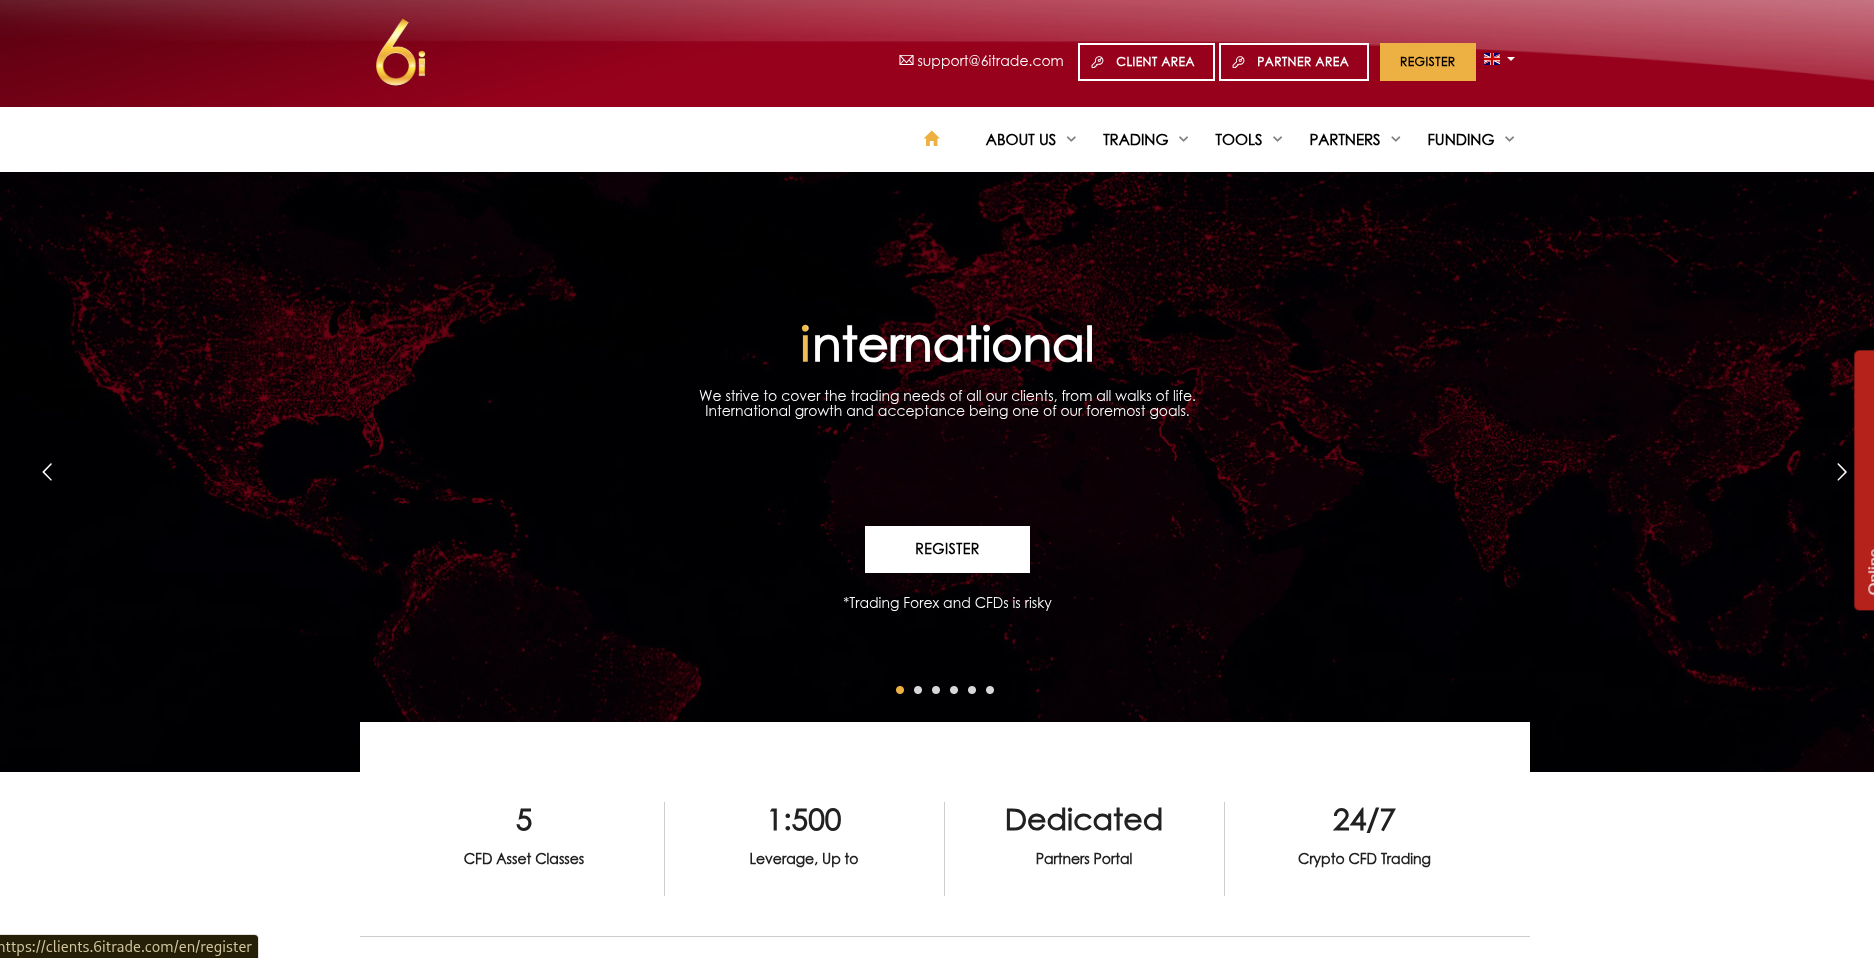 6i
support@6itrade.com
CLIENT AREA
PARTNER AREA
REGISTER
ABOUT US
TRADING
TOOLS
PARTNERS
FUNDING
international
We strive to cover the trading needs of all our clients, from all walks of life.
International growth and acceptance being one of our foremost goals.
REGISTER
*Trading Forex and CFDs is risky
Online
5
CFD Asset Classes
1:500
Leverage, Up to
Dedicated
Partners Portal
24/7
Crypto CFD Trading
https://clients.6itrade.com/en/register